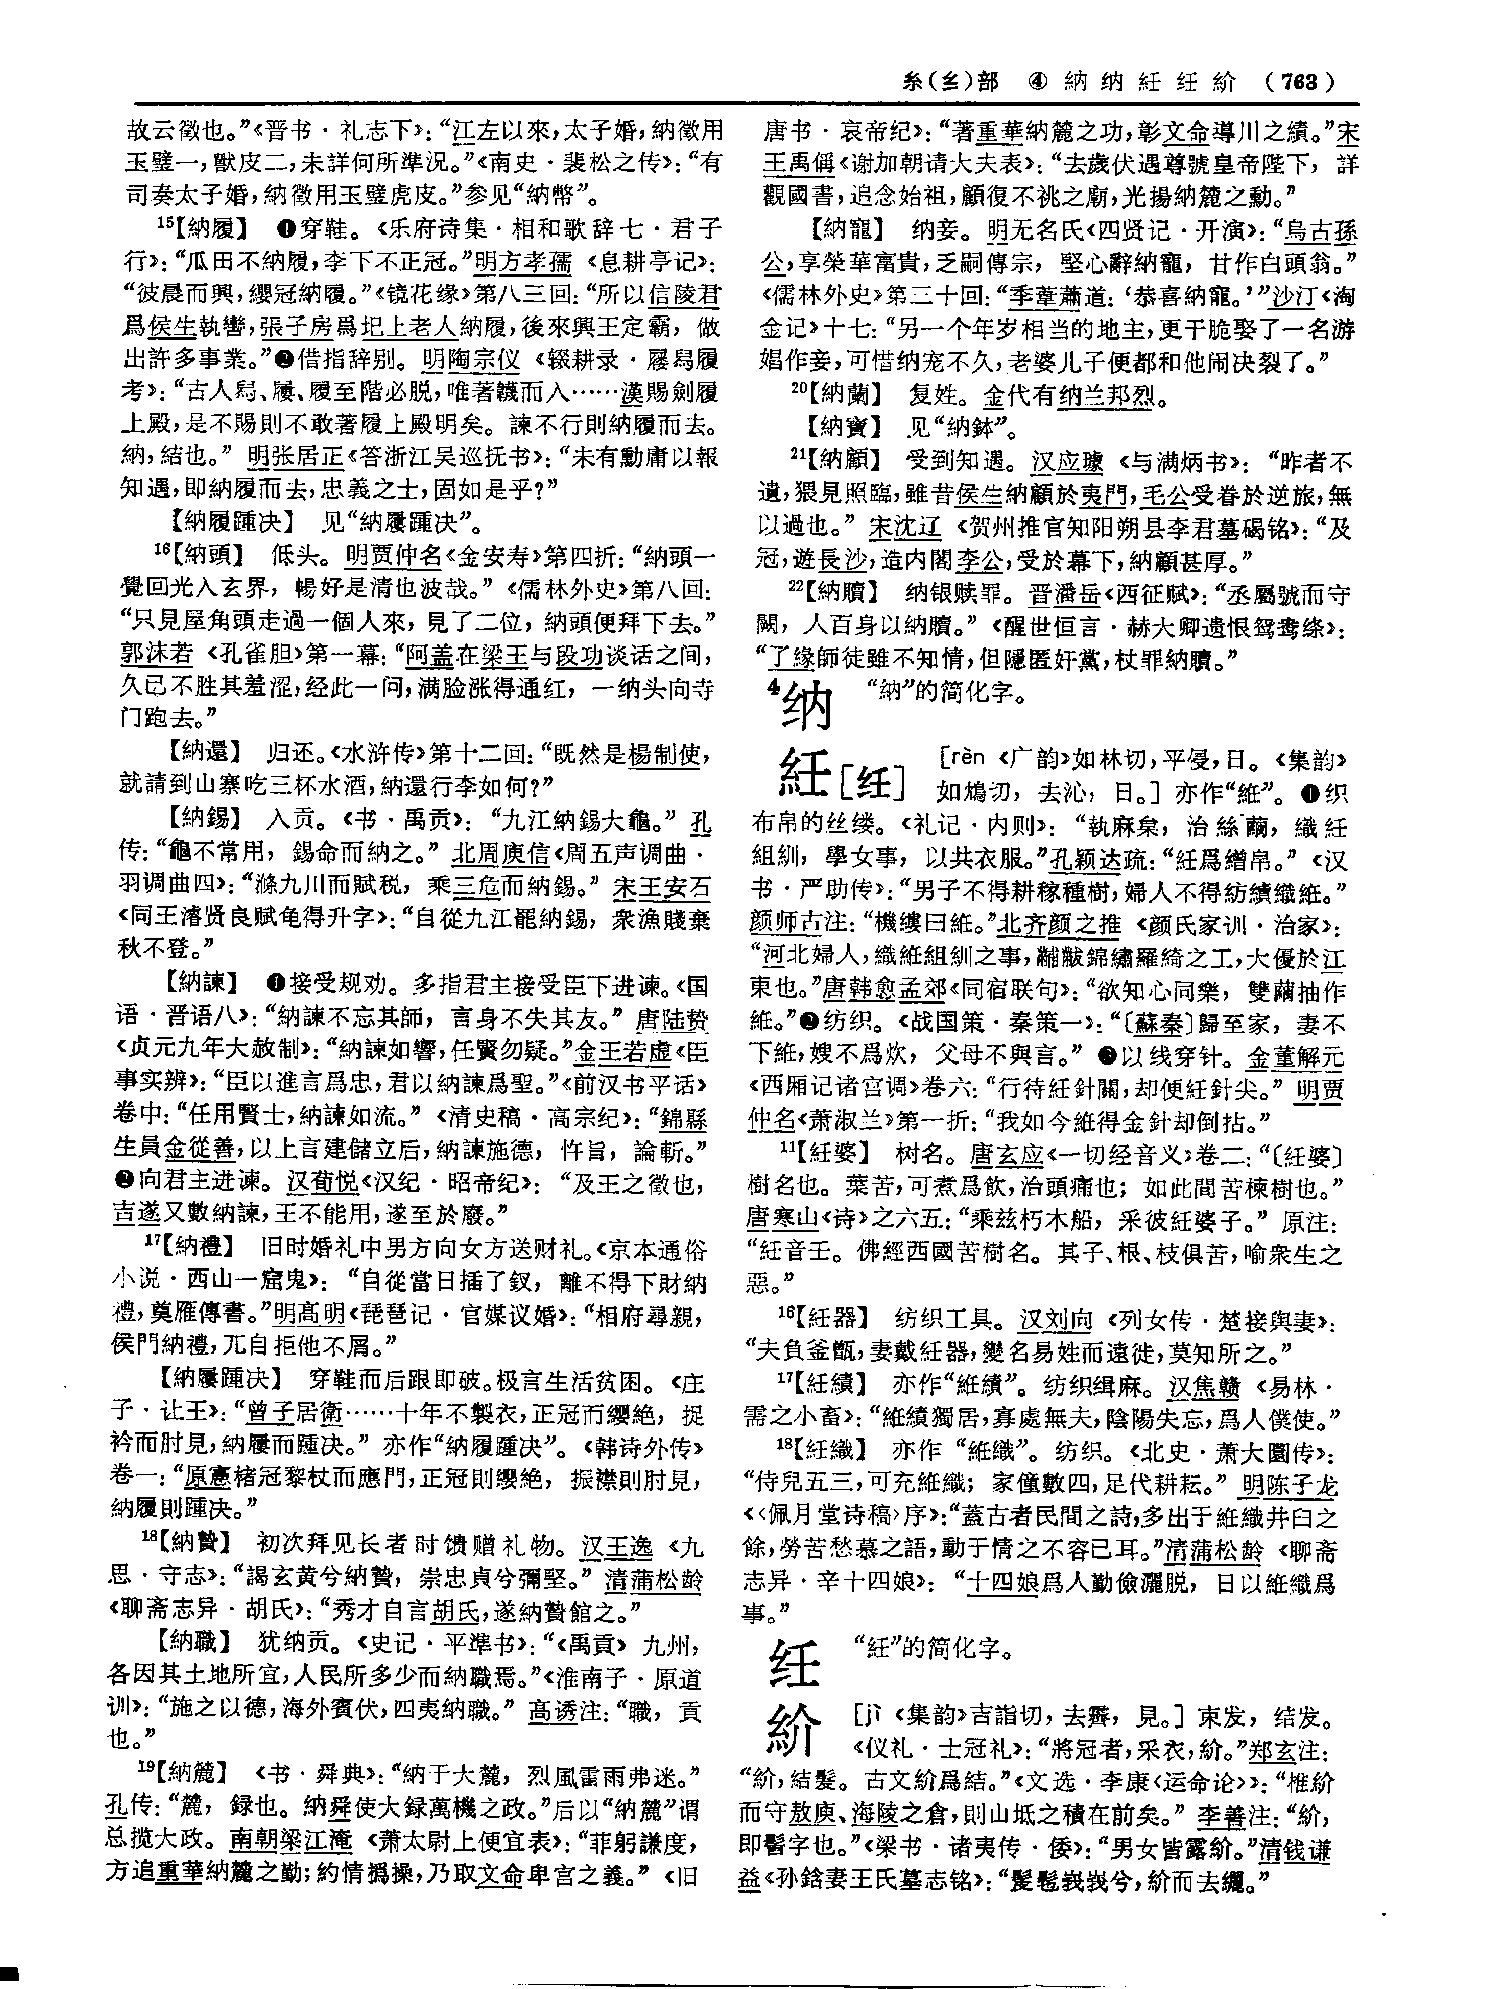 糸(纟)部 ④ 納 纳 紝 纴 紒 (763)
故云徵也。”《晋书·礼志下》：“江左以來，太子婚，納徵用
玉璧一，獸皮二，未詳何所準況。”《南史·裴松之传》：“有
司奏太子婚，納徵用玉璧虎皮。”参见“納幣”。
15【納履】 ❶穿鞋。《乐府诗集·相和歌辞七·君子
行》：“瓜田不納履，李下不正冠。”明方孝孺《息耕亭记》：
“彼晨而興，纓冠納履。”《镜花缘》第八三回：“所以信陵君
爲侯生執轡，張子房爲圯上老人納履，後來興王定霸，做
出許多事業。”❷借指辞别。明陶宗仪《辍耕录·屦舄履
考》：“古人舄、屨、履至階必脱，唯著韈而入……漢賜劍履
上殿，是不賜則不敢著履上殿明矣。諫不行則納履而去。
納，結也。”明张居正《答浙江吴巡抚书》：“未有勳庸以報
知遇，即納履而去，忠義之士，固如是乎？”
【納履踵决】 见“納屨踵决”。
16【納頭】 低头。明贾仲名《金安寿》第四折：“納頭一
覺回光入玄界，暢好是清也波哉。”《儒林外史》第八回：
“只見屋角頭走過一個人來，見了二位，納頭便拜下去。”
郭沫若《孔雀胆》第一幕：“阿盖在梁王与段功谈话之间，
久已不胜其羞涩，经此一问，满脸涨得通红，一纳头向寺
门跑去。”
【納還】 归还。《水浒传》第十二回：“既然是楊制使，
就請到山寨吃三杯水酒，納還行李如何？”
【納錫】 入贡。《书·禹贡》：“九江納錫大龜。”孔
传：“龜不常用，錫命而納之。”北周庾信《周五声调曲·
羽调曲四》：“滌九川而賦税，乘三危而納錫。”宋王安石
《同王濬贤良赋龟得升字》：“自從九江罷納錫，衆漁賤棄
秋不登。”
【納諫】 ❶接受规劝。多指君主接受臣下进谏。《国
语·晋语八》：“納諫不忘其師，言身不失其友。”唐陆贽
《贞元九年大赦制》：“納諫如響，任賢勿疑。”金王若虚《臣
事实辨》：“臣以進言爲忠，君以納諫爲聖。”《前汉书平话》
卷中：“任用賢士，納諫如流。”《清史稿·高宗纪》：“錦縣
生員金從善，以上言建儲立后，納諫施德，忤旨，論斬。”
❷向君主进谏。汉荀悦《汉纪·昭帝纪》：“及王之徵也，
吉遂又數納諫，王不能用，遂至於廢。”
17【納禮】 旧时婚礼中男方向女方送财礼。《京本通俗
小说·西山一窟鬼》：“自從當日插了釵，離不得下財納
禮，奠雁傳書。”明高明《琵琶记·官媒议婚》：“相府尋親，
侯門納禮，兀自拒他不屑。”
【納屨踵决】 穿鞋而后跟即破。极言生活贫困。《庄
子·让王》：“曾子居衛……十年不製衣，正冠而纓絶，捉
衿而肘見，納屨而踵决。”亦作“納履踵决”。《韩诗外传》
卷一：“原憲楮冠黎杖而應門，正冠則纓絶，振襟則肘見，
納履則踵决。”
18【納贄】 初次拜见长者时馈赠礼物。汉王逸《九
思·守志》：“謁玄黄兮納贄，崇忠貞兮彌堅。”清蒲松龄
《聊斋志异·胡氏》：“秀才自言胡氏，遂納贄館之。”
【納職】 犹纳贡。《史记·平準书》：“《禹貢》九州，
各因其土地所宜，人民所多少而納職焉。”《淮南子·原道
训》：“施之以德，海外賓伏，四夷納職。”高诱注：“職，貢
也。”
19【納麓】 《书·舜典》：“納于大麓，烈風雷雨弗迷。”
孔传：“麓，録也。納舜使大録萬機之政。”后以“納麓”谓
总揽大政。南朝梁江淹《萧太尉上便宜表》：“菲躬謙度，
方追重華納麓之勤；約情撝操，乃取文命卑宫之義。”《旧
唐书·哀帝纪》：“著重華納麓之功，彰文命導川之績。”宋
王禹偁《谢加朝请大夫表》：“去歲伏遇尊號皇帝陛下，詳
觀國書，追念始祖，顧復不祧之廟，光揚納麓之勳。”
【納寵】 纳妾。明无名氏《四贤记·开演》：“烏古孫
公，享榮華富貴，乏嗣傳宗，堅心辭納寵，甘作白頭翁。”
《儒林外史》第三十回：“季葦蕭道：‘恭喜納寵。’”沙汀《淘
金记》十七：“另一个年岁相当的地主，更干脆娶了一名游
娼作妾，可惜纳宠不久，老婆儿子便都和他闹决裂了。”
20【納蘭】 复姓。金代有纳兰邦烈。
【納寶】 见“納鉢”。
21【納顧】 受到知遇。汉应璩《与满炳书》：“昨者不
遺，猥見照臨，雖昔侯生納顧於夷門，毛公受眷於逆旅，無
以過也。”宋沈辽《贺州推官知阳朔县李君墓碣铭》：“及
冠，遊長沙，造内閣李公，受於幕下，納顧甚厚。”
22【納贖】 纳银赎罪。晋潘岳《西征赋》：“丞屬號而守
闕，人百身以納贖。”《醒世恒言·赫大卿遗恨鸳鸯绦》：
“了緣師徒雖不知情，但隱匿奸黨，杖罪納贖。”
4纳 “納”的简化字。
紝[纴] [rèn《广韵》如林切，平侵，日。《集韵》
如鴆切，去沁，日。]亦作“絍”。❶织
布帛的丝缕。《礼记·内则》：“執麻枲，治絲繭，織紝
組紃，學女事，以共衣服。”孔颖达疏：“紝爲繒帛。”《汉
书·严助传》：“男子不得耕稼種樹，婦人不得紡績織絍。”
颜师古注：“機縷曰絍。”北齐颜之推《颜氏家训·治家》：
“河北婦人，織絍組紃之事，黼黻錦繡羅綺之工，大優於江
東也。”唐韩愈孟郊《同宿联句》：“欲知心同樂，雙繭抽作
絍。”❷纺织。《战国策·秦策一》：“〔蘇秦〕歸至家，妻不
下絍，嫂不爲炊，父母不與言。”❸以线穿针。金董解元
《西厢记诸宫调》卷六：“行待紝針關，却便紝針尖。”明贾
仲名《萧淑兰》第一折：“我如今絍得金針却倒拈。”
11【紝婆】 树名。唐玄应《一切经音义》卷二：“〔紝婆〕
樹名也。葉苦，可煮爲飲，治頭痛也；如此間苦楝樹也。”
唐寒山《诗》之六五：“乘兹朽木船，采彼紝婆子。”原注：
“紝音壬。佛經西國苦樹名。其子、根、枝俱苦，喻衆生之
惡。”
16【紝器】 纺织工具。汉刘向《列女传·楚接舆妻》：
“夫負釜甑，妻戴紝器，變名易姓而遠徙，莫知所之。”
17【紝績】 亦作“絍績”。纺织缉麻。汉焦赣《易林·
需之小畜》：“絍績獨居，寡處無夫，陰陽失忘，爲人僕使。”
18【紝織】 亦作“絍織”。纺织。《北史·萧大圜传》：
“侍兒五三，可充絍織；家僮數四，足代耕耘。”明陈子龙
《〈佩月堂诗稿〉序》：“蓋古者民間之詩，多出于絍織井臼之
餘，勞苦愁慕之語，動于情之不容已耳。”清蒲松龄《聊斋
志异·辛十四娘》：“十四娘爲人勤儉灑脱，日以絍織爲
事。”
纴 “紝”的简化字。
紒 [jì《集韵》吉詣切，去霽，見。]束发，结发。
《仪礼·士冠礼》：“將冠者，采衣，紒。”郑玄注：
“紒，結髮。古文紒爲結。”《文选·李康〈运命论〉》：“椎紒
而守敖庾、海陵之倉，則山坻之積在前矣。”李善注：“紒，
即髻字也。”《梁书·诸夷传·倭》：“男女皆露紒。”清钱谦
益《孙鋡妻王氏墓志铭》：“髲髢峩峩兮，紒而去纚。”